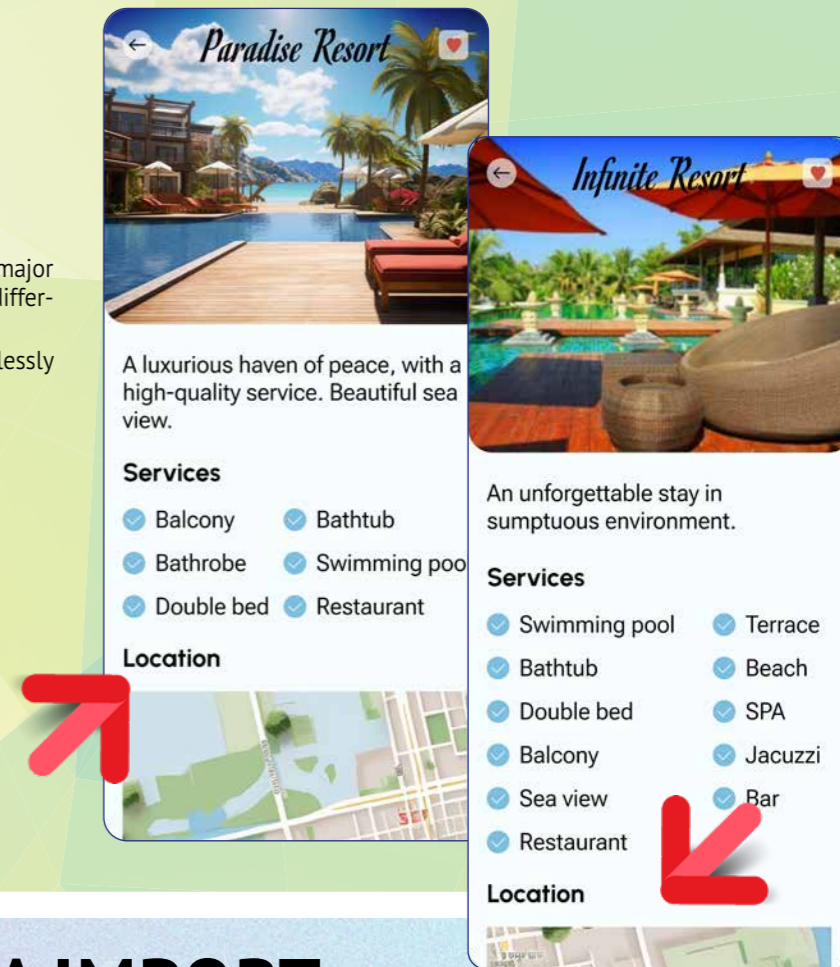 major
differ-
lessly
Paradise Resort
A luxurious haven of peace, with a
high-quality service. Beautiful sea
view.
Services
Balcony
Bathtub
Bathrobe
Swimming poo
Double bed
Restaurant
Location
Infinite Resort
An unforgettable stay in
sumptuous environment.
Services
Swimming pool
Terrace
Bathtub
Beach
Double bed
SPA
Balcony
Jacuzzi
Sea view
Bar
Restaurant
Location
A IMPORT